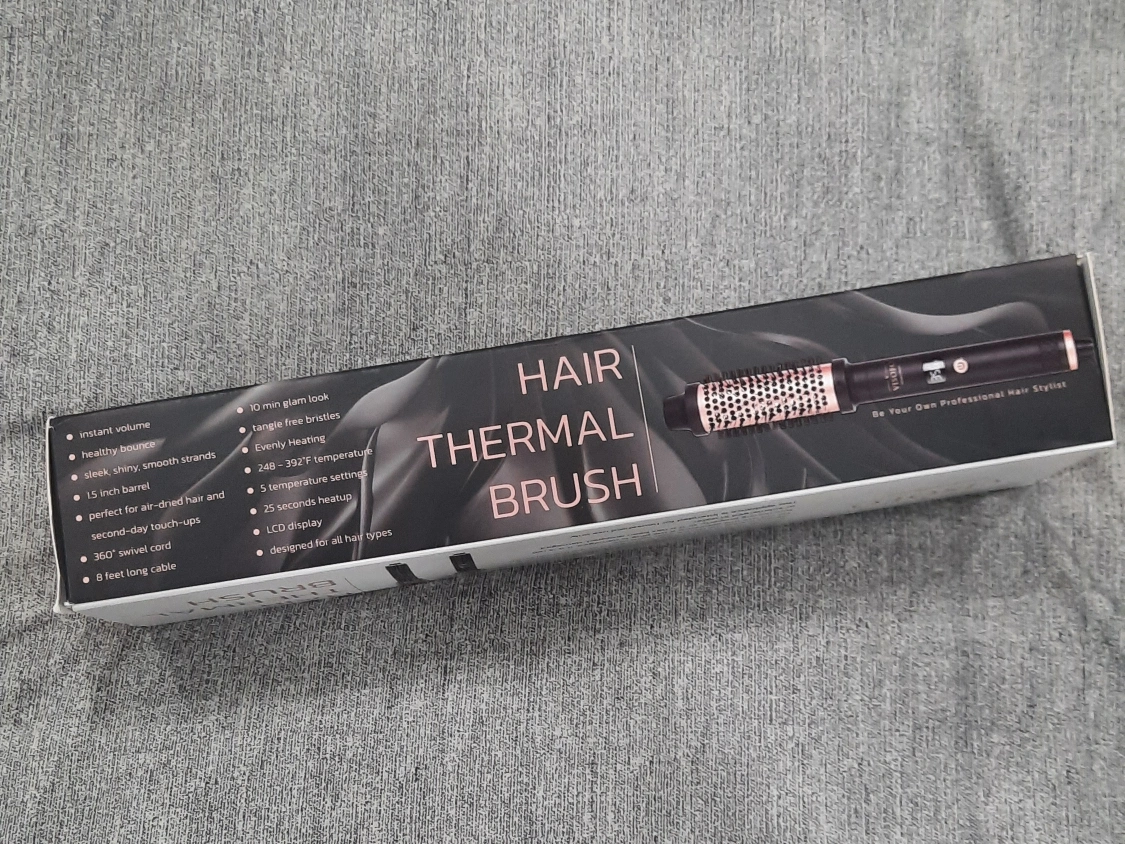 instant volume
healthy bounce
sleek, shiny, smooth strands
1.5 inch barrel
perfect for air-dried hair and
second-day touch-ups
360° swivel cord
8 feet long cable
10 min glam look
tangle free bristles
Evenly Heating
248 - 392°F temperature
5 temperature settings
25 seconds heatup
LCD display
designed for all hair types
HAIR
THERMAL
BRUSH
Be Your Own Professional Hair Stylist
THERMAL
BRUSH